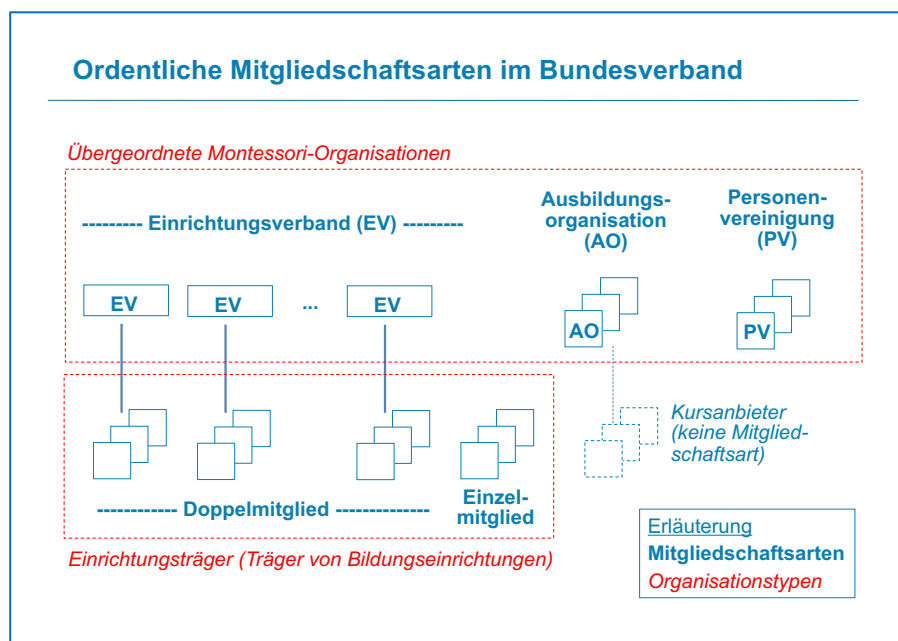 Ordentliche Mitgliedschaftsarten im Bundesverband
Übergeordnete Montessori-Organisationen
--------- Einrichtungsverband (EV) ---------
Ausbildungs-
organisation
(AO)
Personen-
vereinigung
(PV)
EV
EV
...
EV
AO
PV
Kursanbieter
(keine Mitglied-
schaftsart)
------------ Doppelmitglied --------------
Einzel-
mitglied
Einrichtungsträger (Träger von Bildungseinrichtungen)
Erläuterung
Mitgliedschaftsarten
Organisationstypen